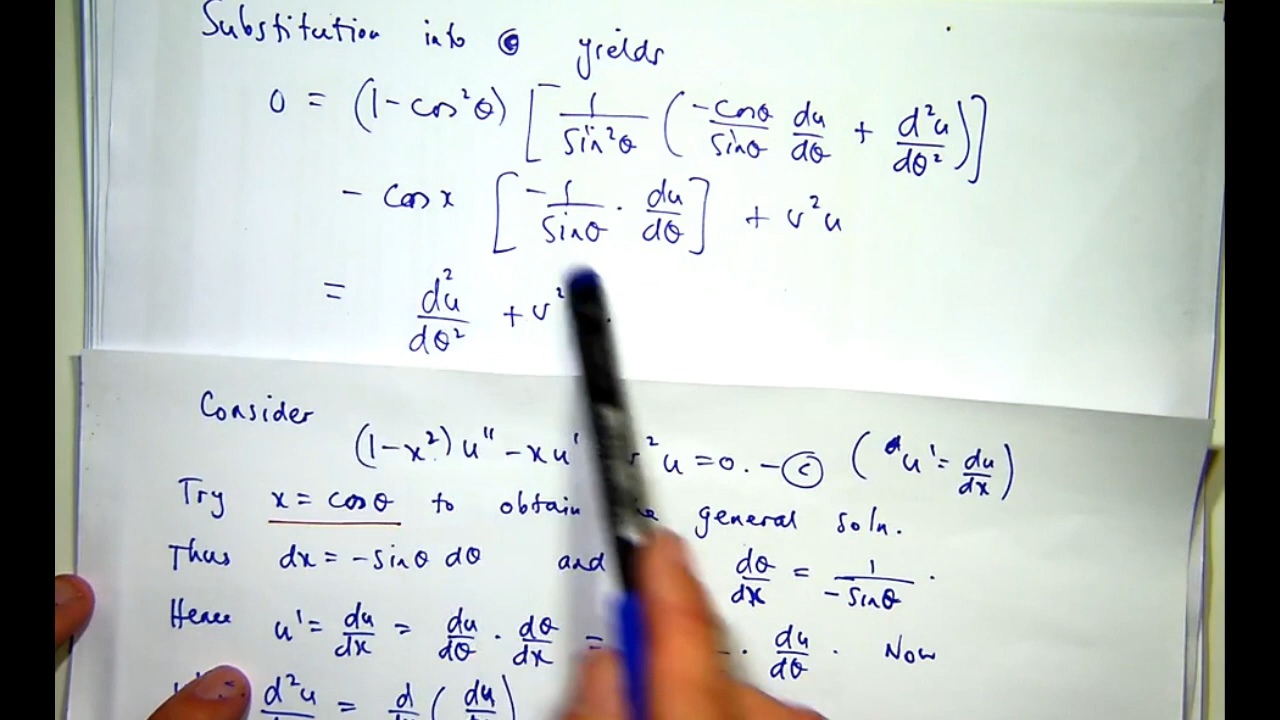 Substitution into © yields
0 = (1-cos²θ) [ 1/sin²θ ( -cosθ/sinθ du/dθ + d²u/dθ² ) ]
- cos x [ -1/sinθ · du/dθ ] + v²u
= d²u/dθ² + v²
Consider
(1-x²) u'' - xu' ²u = 0. - © ( u' = du/dx )
Try x = cosθ to obtain general soln.
Thus dx = -sinθ dθ and dθ/dx = 1/-sinθ .
Hence u' = du/dx = du/dθ · dθ/dx = · du/dθ . Now
d²u = d ( du )